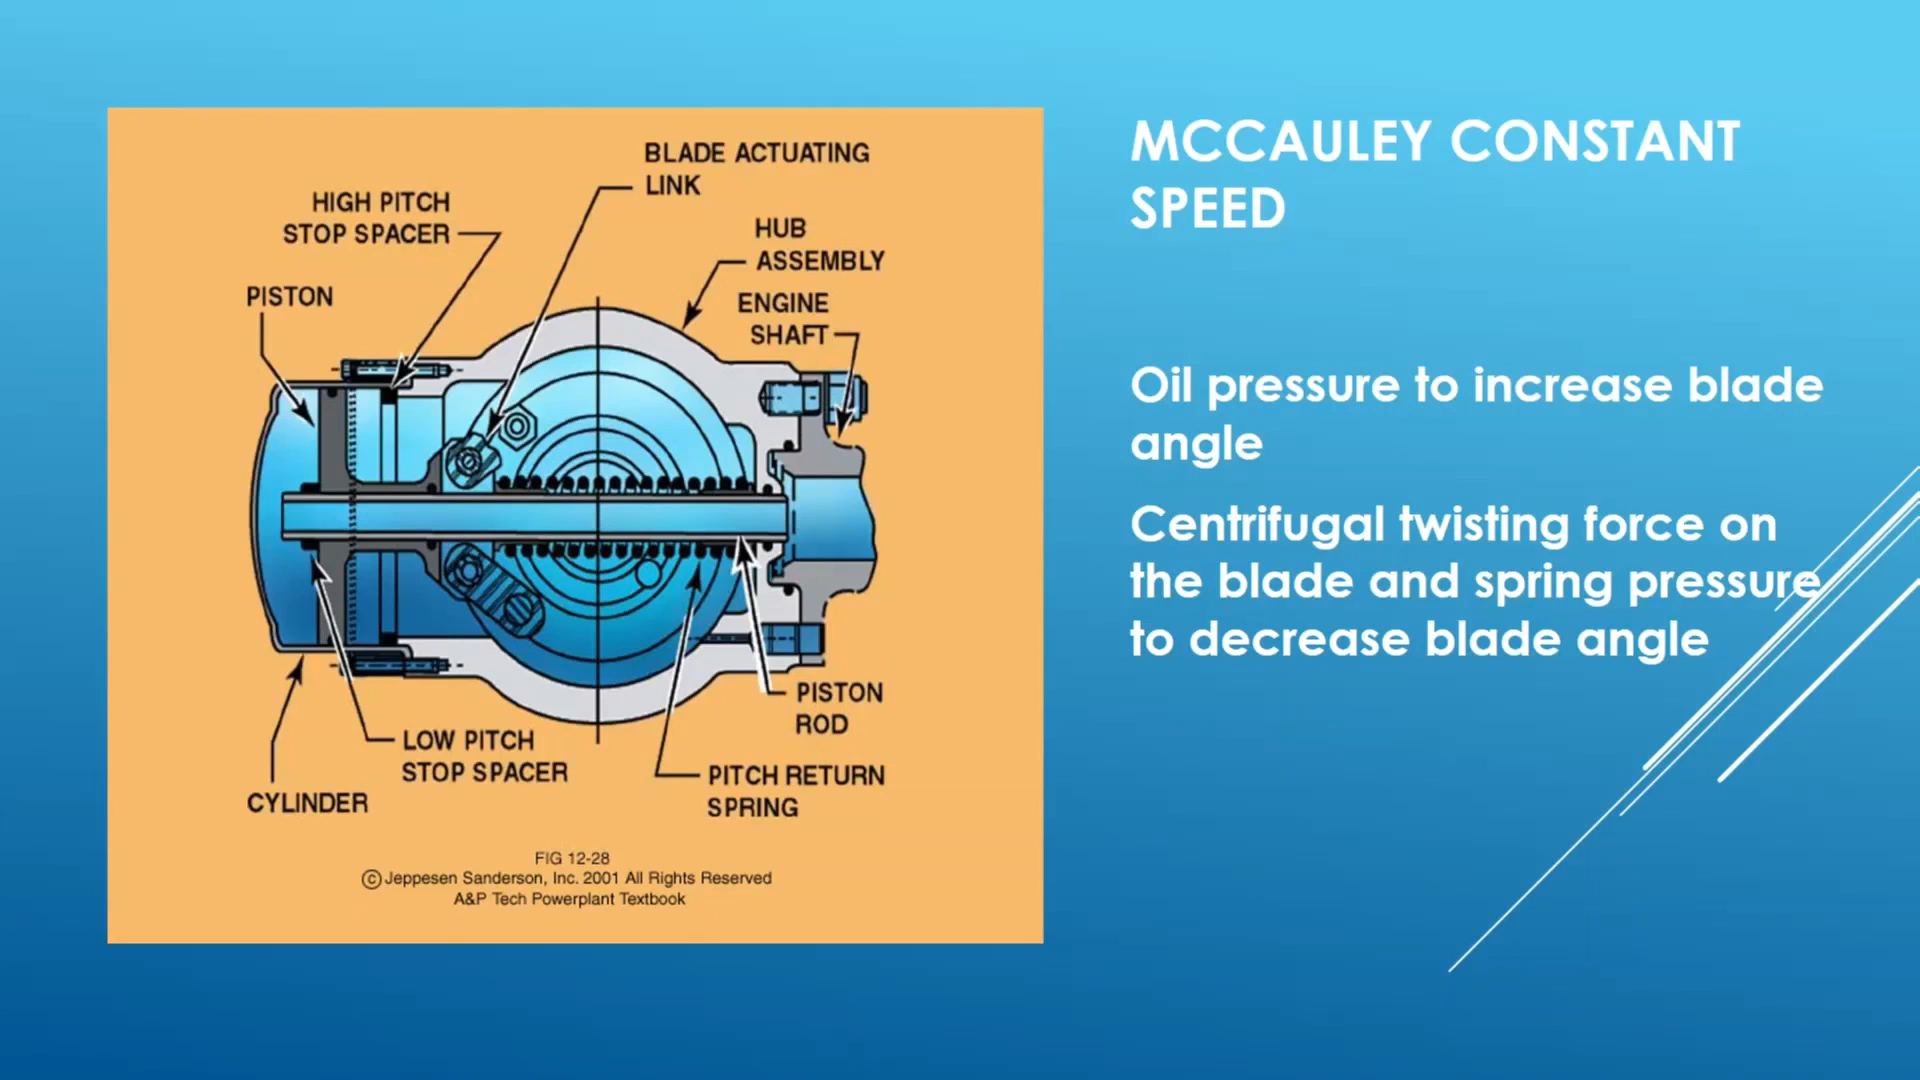 MCCAULEY CONSTANT
SPEED
BLADE ACTUATING
LINK
HIGH PITCH
STOP SPACER
HUB
ASSEMBLY
PISTON
ENGINE
SHAFT
PISTON
ROD
LOW PITCH
STOP SPACER
PITCH RETURN
SPRING
CYLINDER
FIG 12-28
©Jeppesen Sanderson, Inc. 2001 All Rights Reserved
A&P Tech Powerplant Textbook
Oil pressure to increase blade
angle
Centrifugal twisting force on
the blade and spring pressure
to decrease blade angle